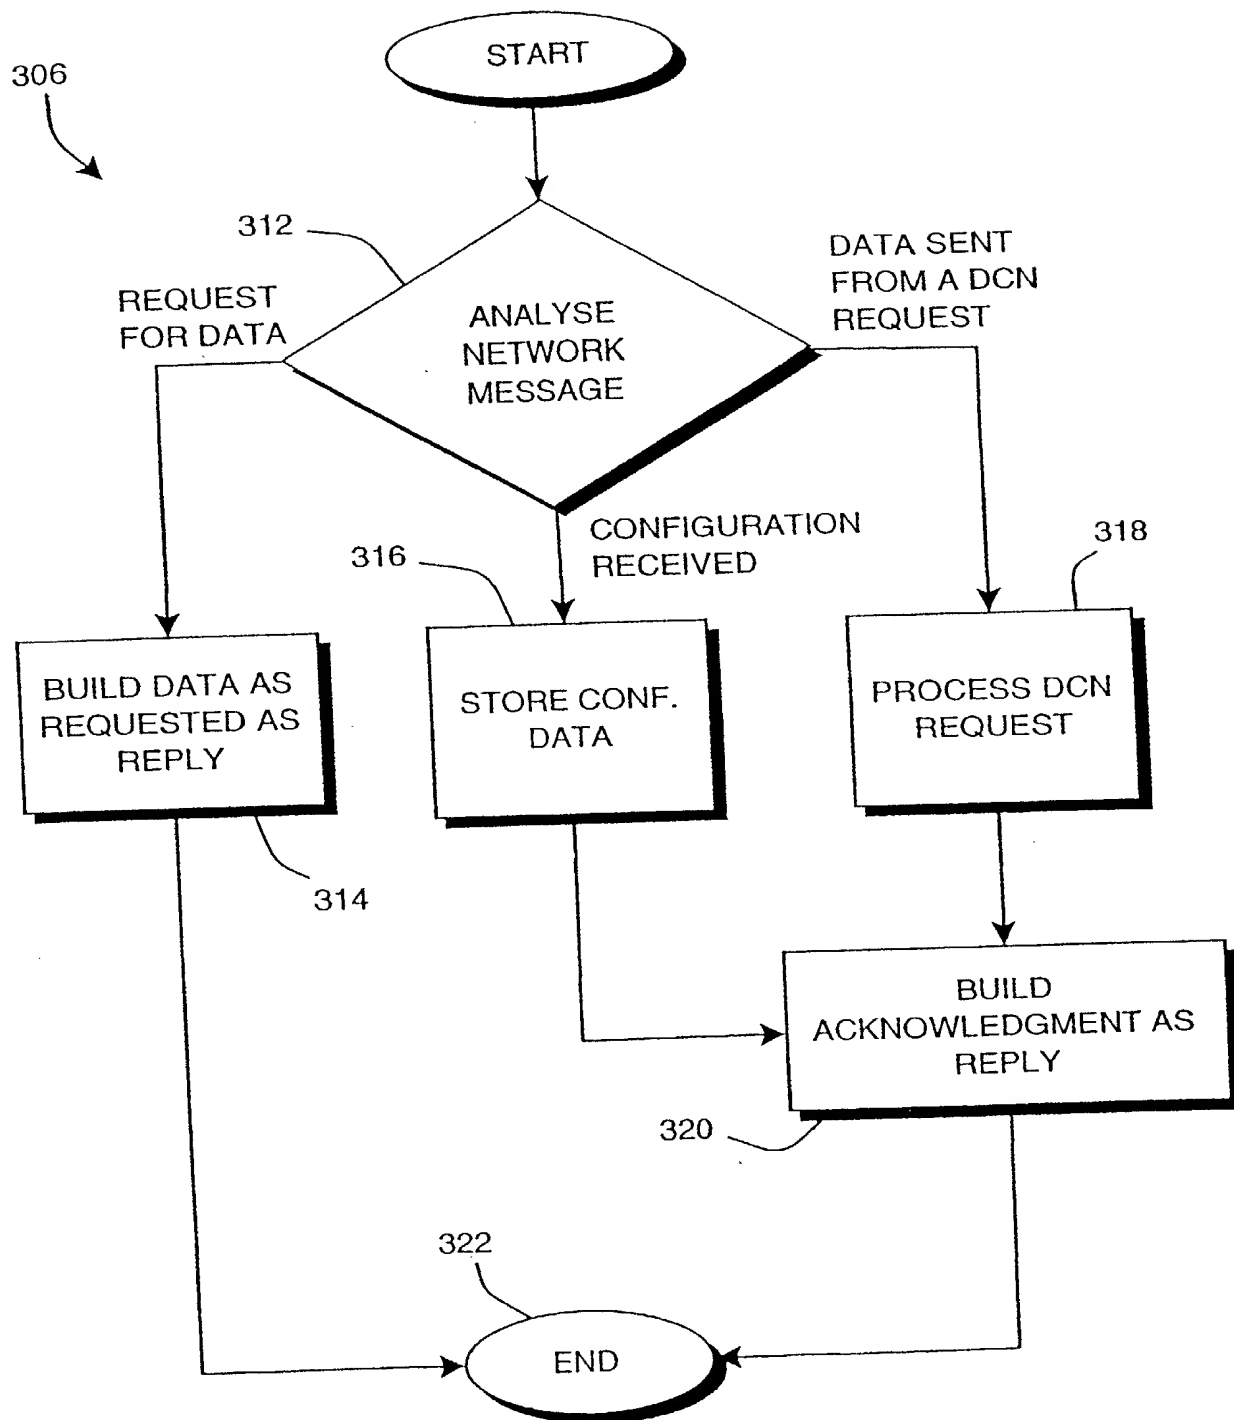 START
306
312
REQUEST
FOR DATA
ANALYSE
NETWORK
MESSAGE
DATA SENT
FROM A DCN
REQUEST
CONFIGURATION
RECEIVED
316
318
BUILD DATA AS
REQUESTED AS
REPLY
STORE CONF.
DATA
PROCESS DCN
REQUEST
314
BUILD
ACKNOWLEDGMENT AS
REPLY
320
322
END